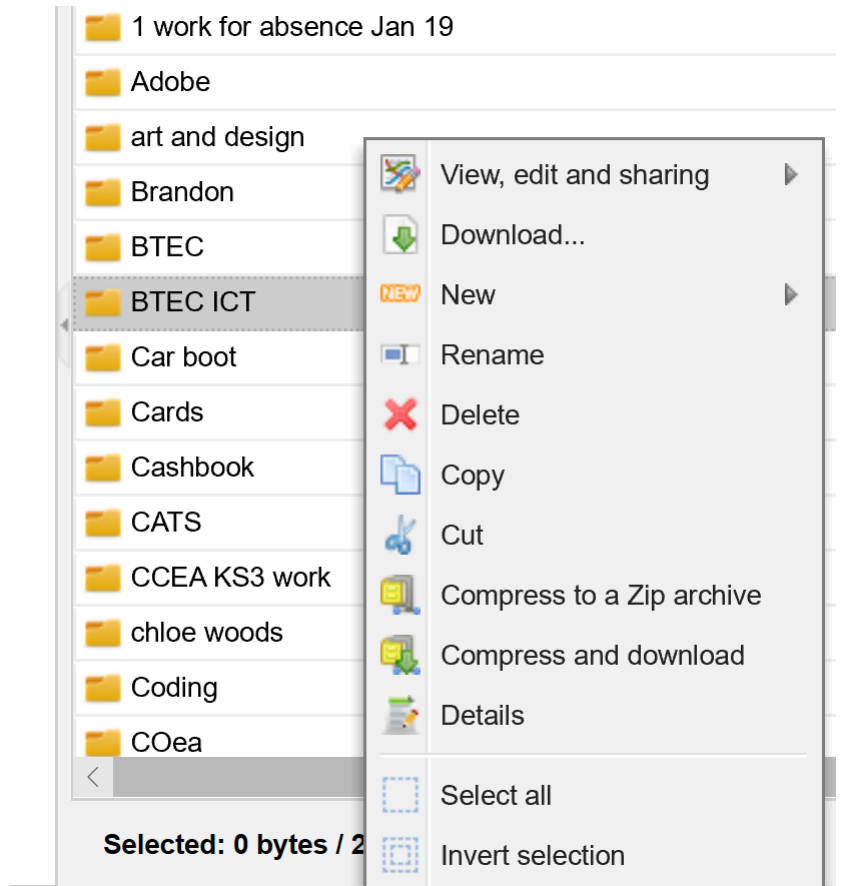 1 work for absence Jan 19
Adobe
art and design
Brandon
BTEC
BTEC ICT
Car boot
Cards
Cashbook
CATS
CCEA KS3 work
chloe woods
Coding
COea
Selected: 0 bytes / 2
View, edit and sharing
Download...
NEW New
Rename
Delete
Copy
Cut
Compress to a Zip archive
Compress and download
Details
Select all
Invert selection